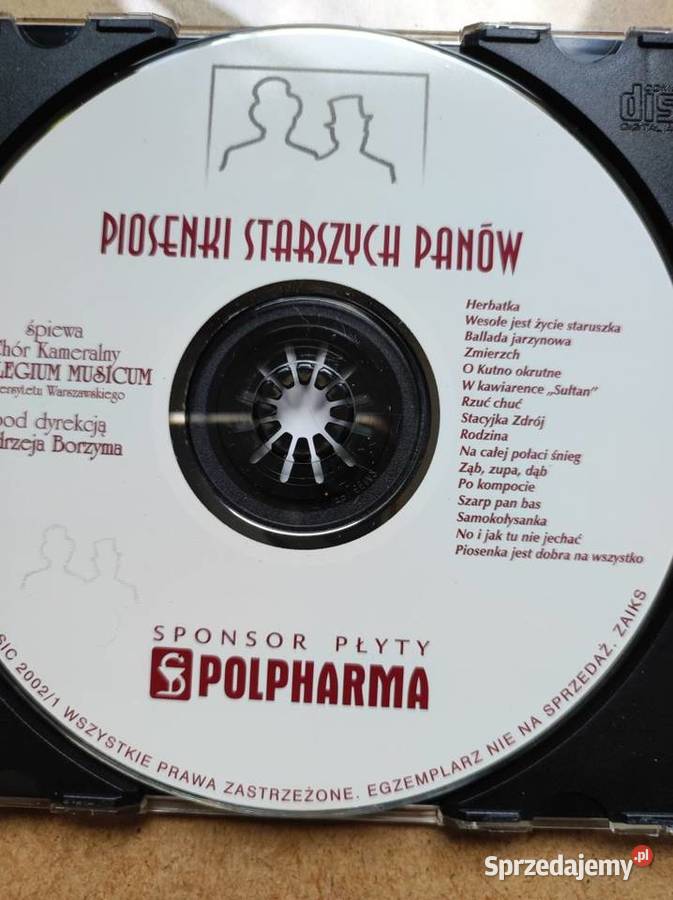 PIOSENKI STARSZYCH PANÓW
śpiewa
Chór Kameralny
LEGIUM MUSICUM
ersytetu Warszawskiego
pod dyrekcją
drzeja Borzyma
Herbatka
Wesołe jest życie staruszka
Ballada jarzynowa
Zmierzch
O Kutno okrutne
W kawiarence „Sułtan”
Rzuć chuć
Stacyjka Zdrój
Rodzina
Na całej połaci śnieg
Ząb, zupa, dąb
Po kompocie
Szarp pan bas
Samokołysanka
No i jak tu nie jechać
Piosenka jest dobra na wszystko
SPONSOR PŁYTY
POLPHARMA
SIC 2002/1 WSZYSTKIE PRAWA ZASTRZEŻONE. EGZEMPLARZ NIE NA SPRZEDAŻ. ZAIKS
dis
DIGITAL A
Sprzedajemy.pl